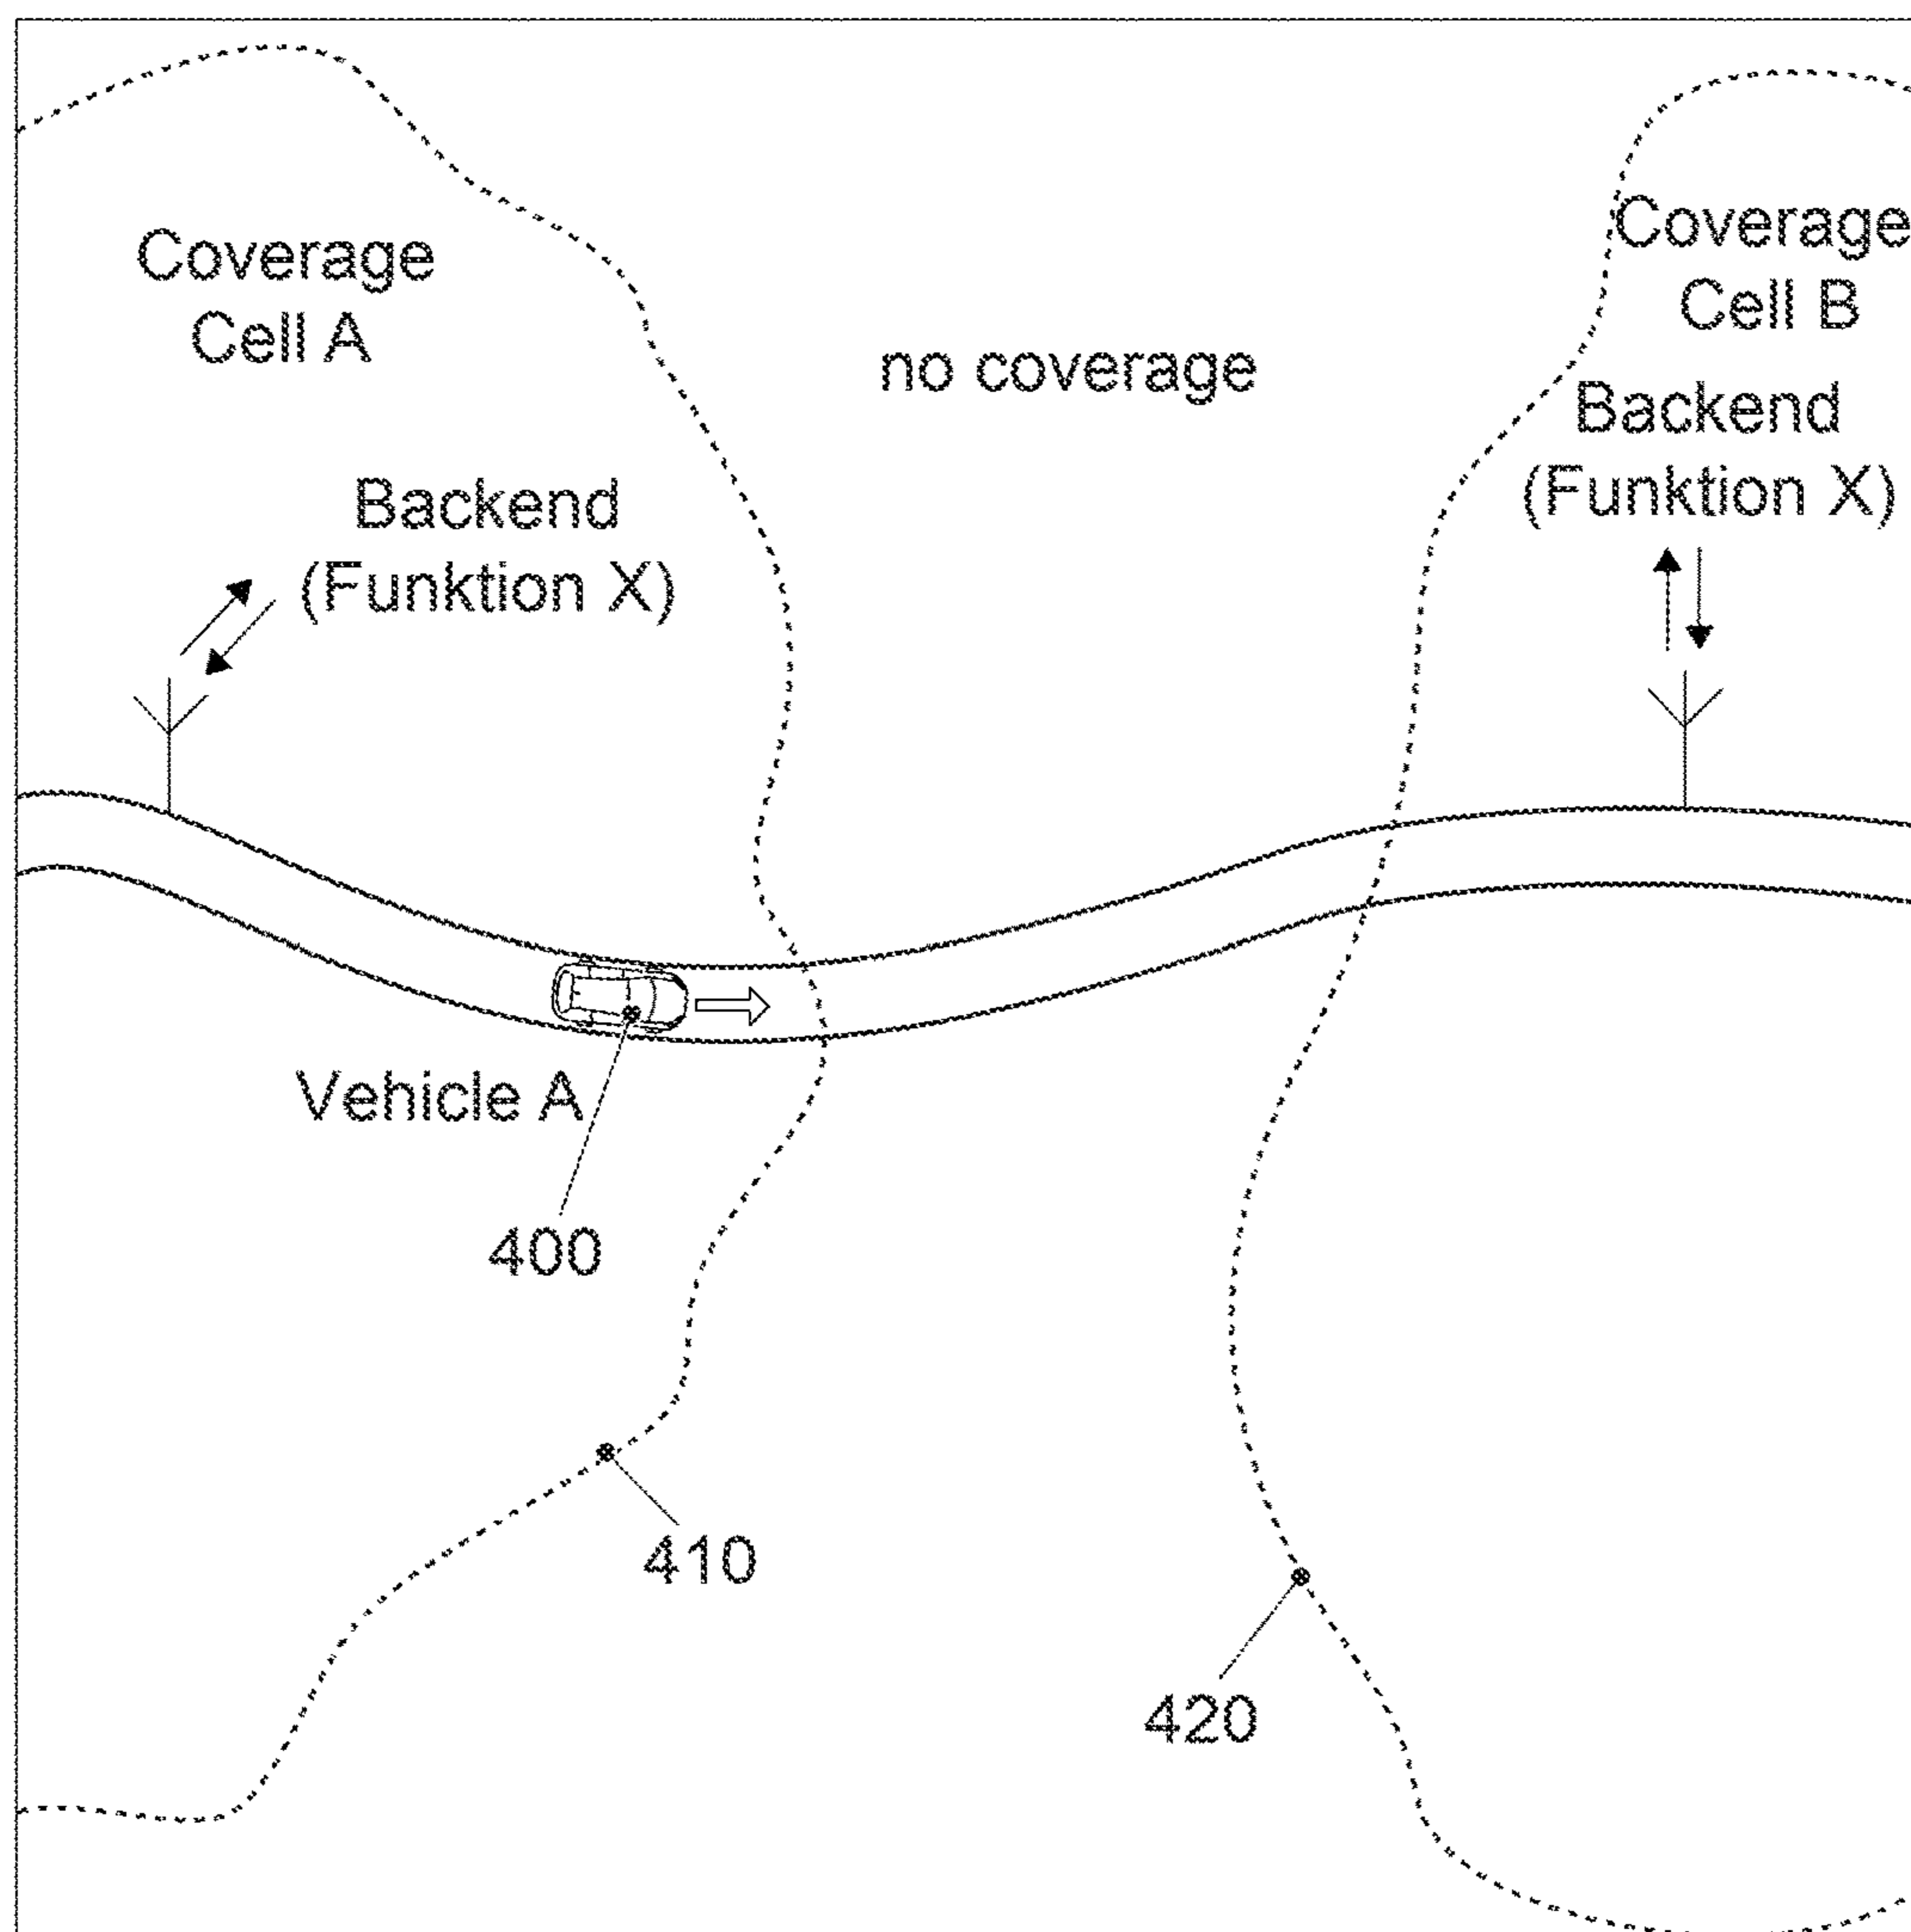 Coverage
Cell A
Backend
(Funktion X)
no coverage
Coverage
Cell B
Backend
(Funktion X)
Vehicle A
400
410
420